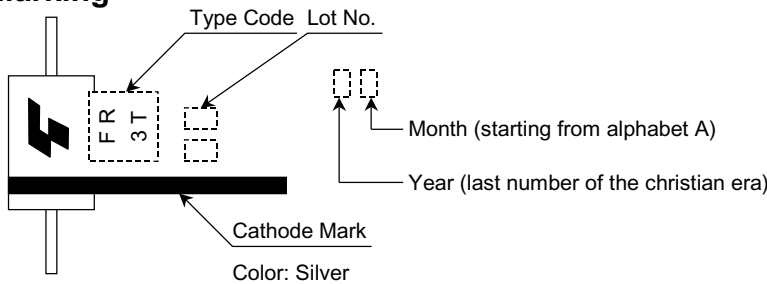 Type Code Lot No.
FR
3T
Month (starting from alphabet A)
Year (last number of the christian era)
Cathode Mark
Color: Silver